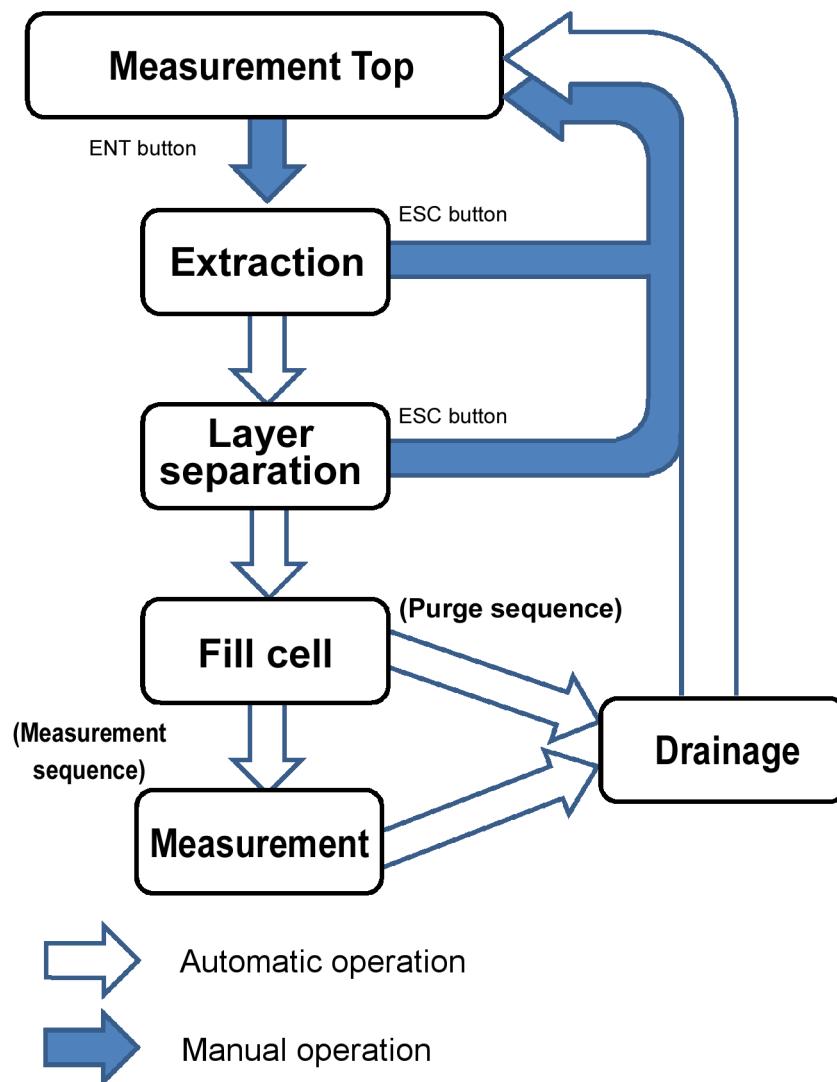 Measurement Top
ENT button
ESC button
Extraction
ESC button
Layer
separation
(Purge sequence)
Fill cell
(Measurement
sequence)
Drainage
Measurement
Automatic operation
Manual operation